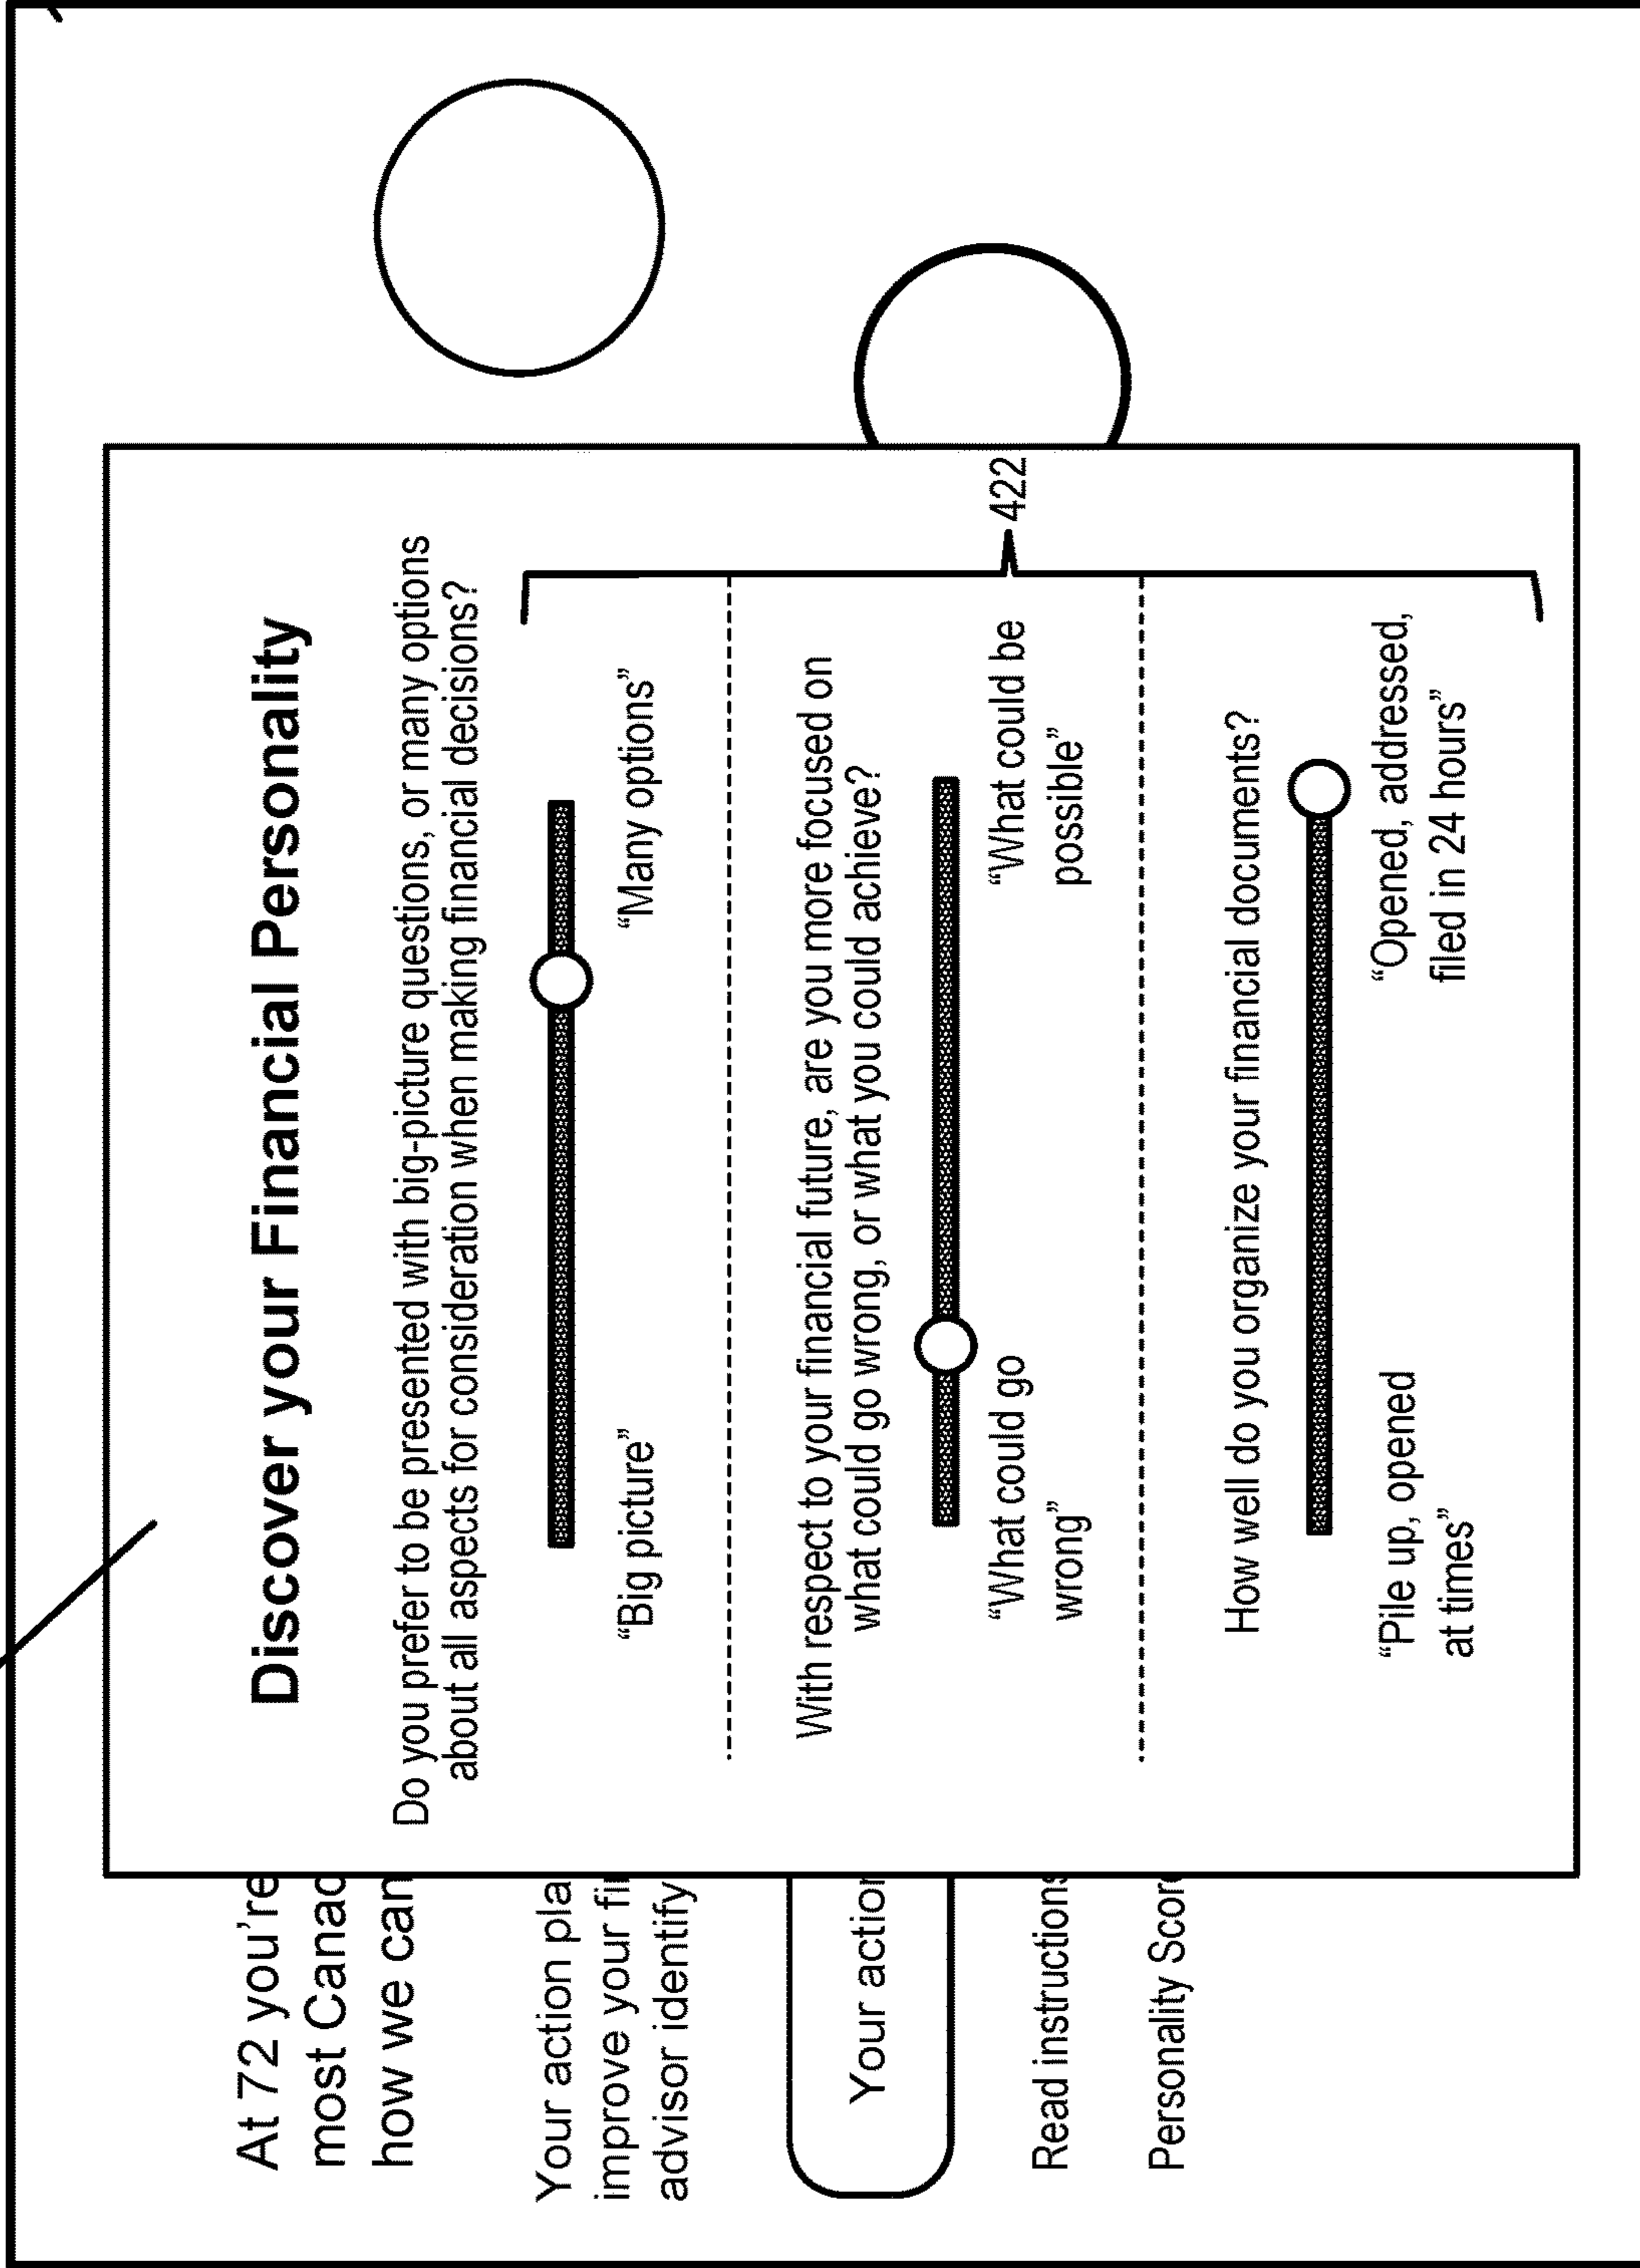 At 72 you're
most Canad
how we can
Your action pla
improve your fi
advisor identify
Your action
Read instructions
Personality Score
Discover your Financial Personality
Do you prefer to be presented with big-picture questions, or many options
about all aspects for consideration when making financial decisions?
“Big picture” “Many options”
With respect to your financial future, are you more focused on
what could go wrong, or what you could achieve?
“What could go
wrong”
“What could be
possible”
How well do you organize your financial documents?
“Pile up, opened
at times”
“Opened, addressed,
filed in 24 hours”
422